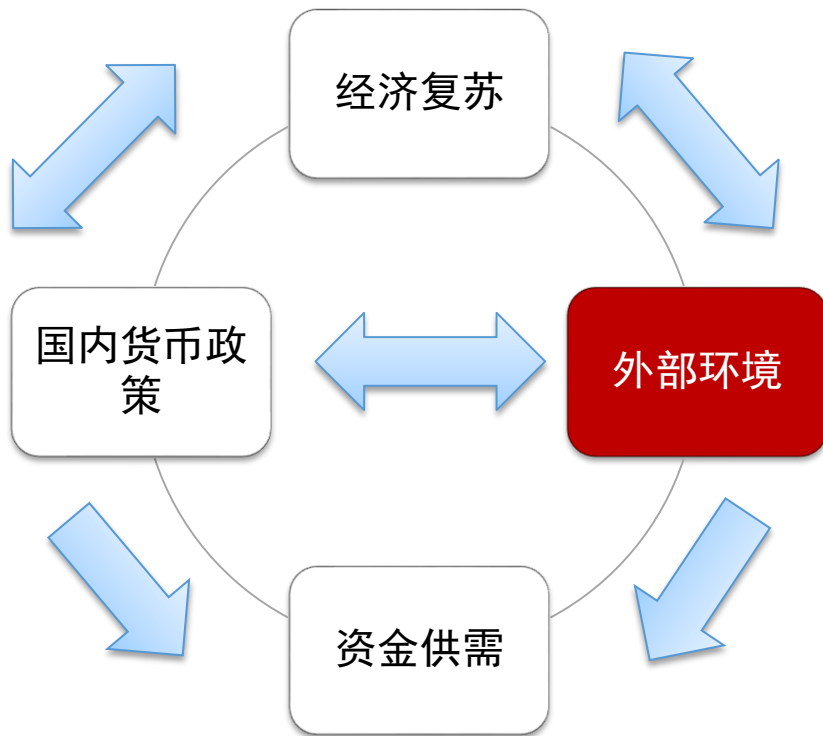 经济复苏
国内货币政
策
外部环境
资金供需